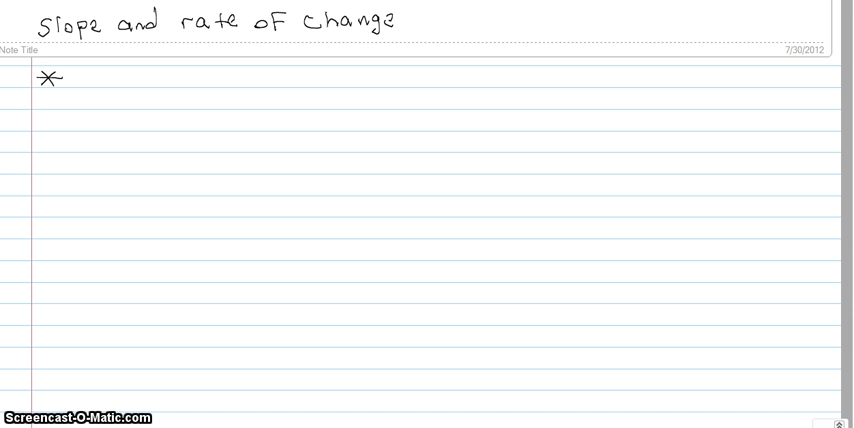 Slope and rate of change
Note Title
7/30/2012
*
Screencast-O-Matic.com